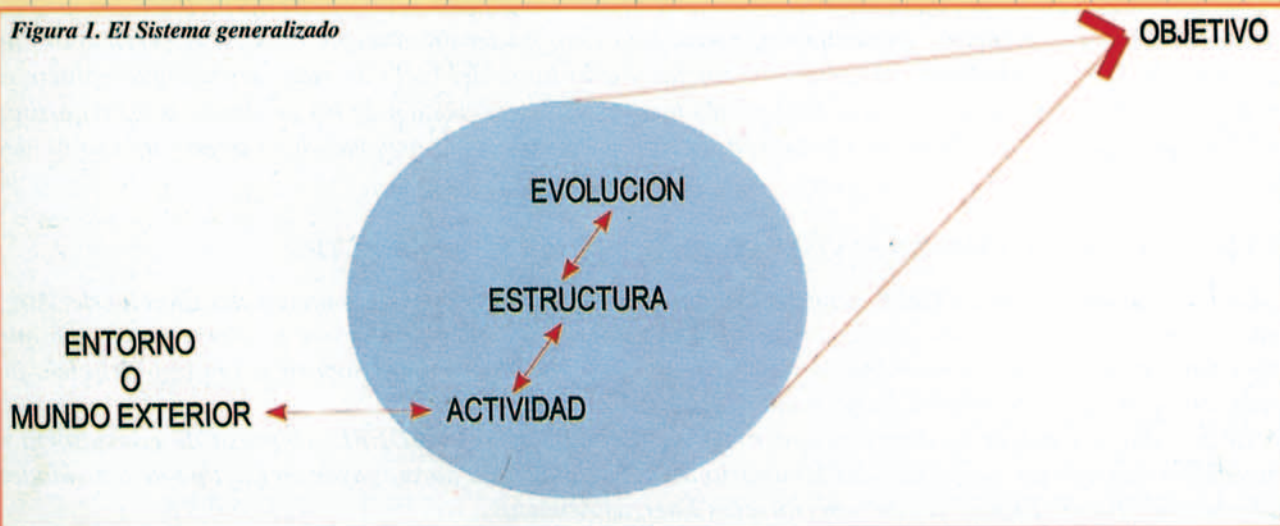 Figura 1. El Sistema generalizado
OBJETIVO
EVOLUCION
ESTRUCTURA
ENTORNO
O
MUNDO EXTERIOR
ACTIVIDAD